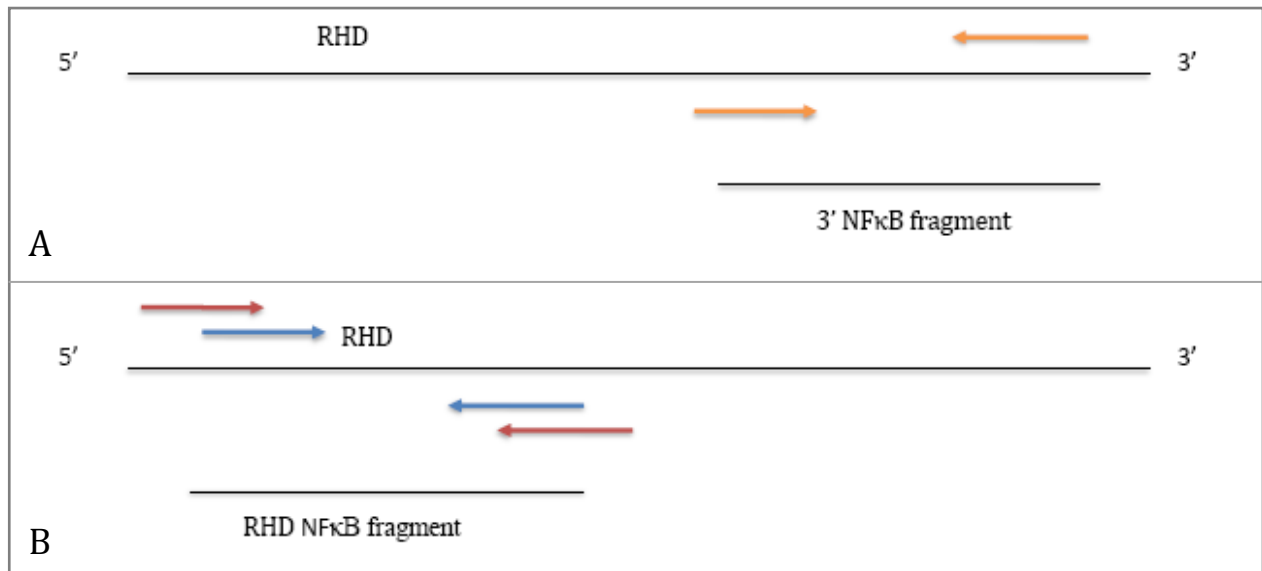 RHD
5′
3′
3′ NFκB fragment
A
RHD
5′
3′
RHD NFκB fragment
B